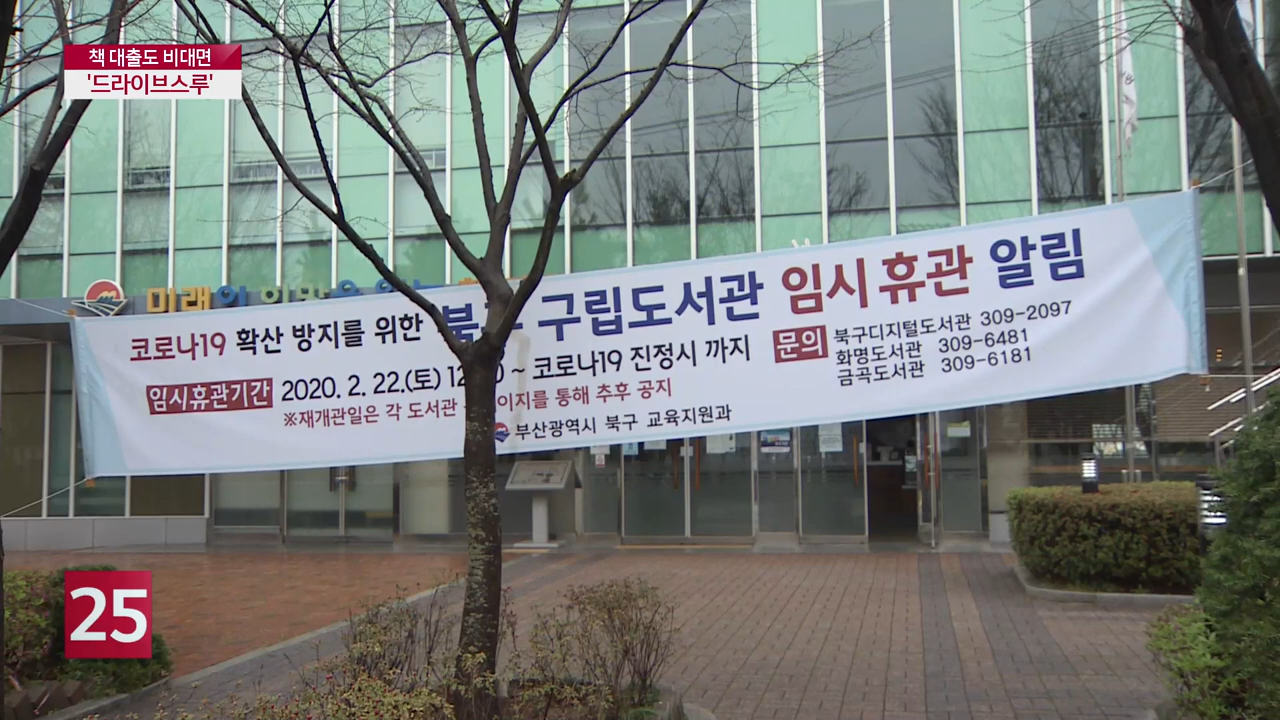 책 대출도 비대면
'드라이브스루'
코로나19 확산 방지를 위한 북구 구립도서관 임시 휴관 알림
임시휴관기간 2020. 2. 22.(토) ~ 코로나19 진정시 까지
※재개관일은 각 도서관 통해 추후 공지
부산광역시 북구 교육지원과
문의 북구디지털도서관 309-2097
화명도서관 309-6481
금곡도서관 309-6181
25